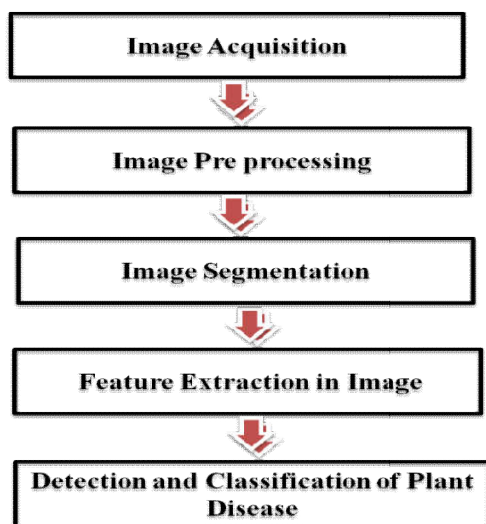 Image Acquisition
Image Pre processing
Image Segmentation
Feature Extraction in Image
Detection and Classification of Plant
Disease